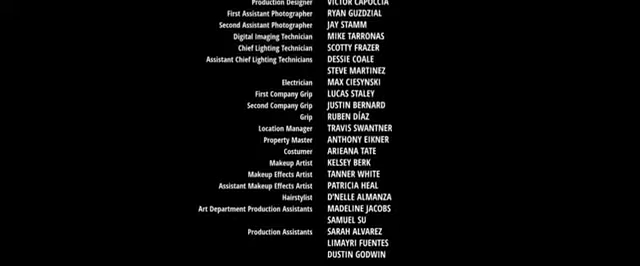 Production Designer VICTOR CAPUCCIA
First Assistant Photographer RYAN GUZDZIAL
Second Assistant Photographer JAY STAMM
Digital Imaging Technician MIKE TARRONAS
Chief Lighting Technician SCOTTY FRAZER
Assistant Chief Lighting Technicians DESSIE COALE
STEVE MARTINEZ
Electrician MAX CIESYNSKI
First Company Grip LUCAS STALEY
Second Company Grip JUSTIN BERNARD
Grip RUBEN DÍAZ
Location Manager TRAVIS SWANTNER
Property Master ANTHONY EIKNER
Costumer ARIEANA TATE
Makeup Artist KELSEY BERK
Makeup Effects Artist TANNER WHITE
Assistant Makeup Effects Artist PATRICIA HEAL
Hairstylist D'NELLE ALMANZA
Art Department Production Assistants MADELINE JACOBS
SAMUEL SU
Production Assistants SARAH ALVAREZ
LIMAYRI FUENTES
DUSTIN GODWIN